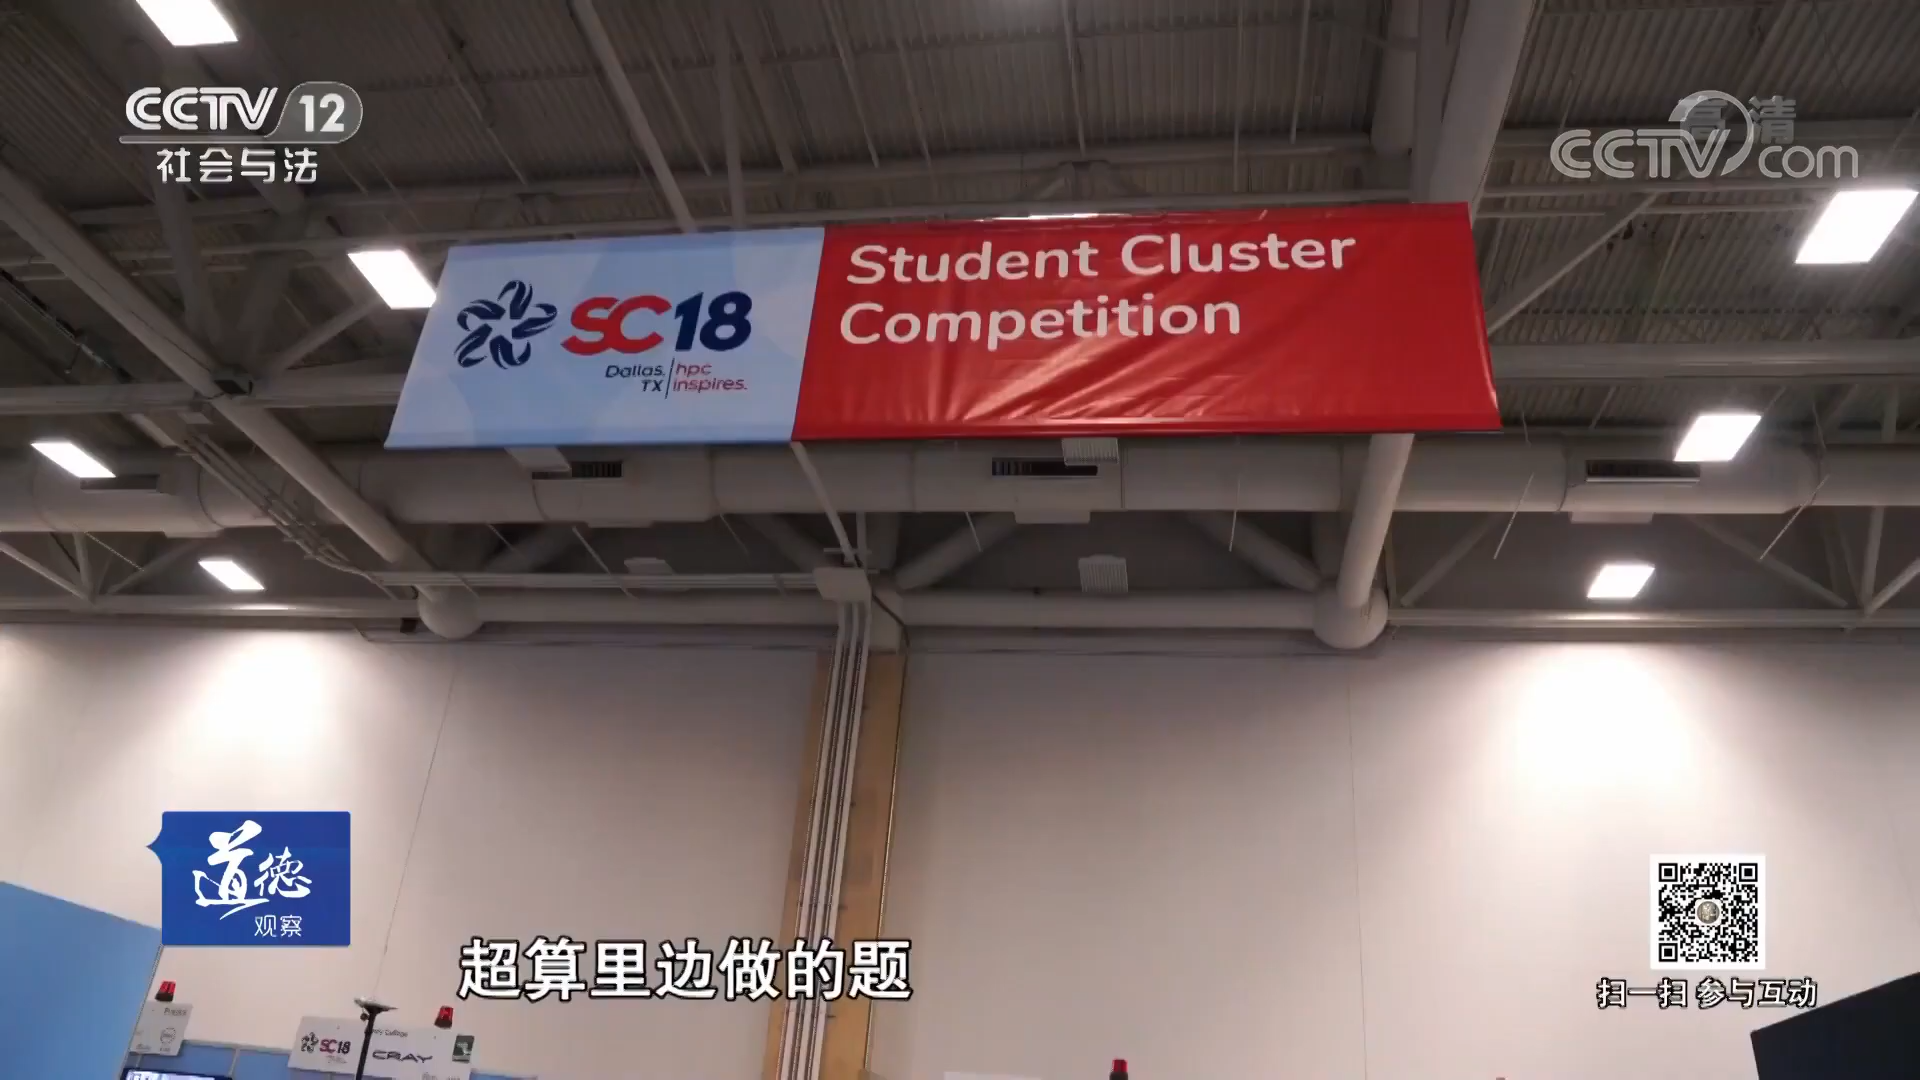 CCTV 12
社会与法
高清
CCTV com
Student Cluster
Competition
SC18
Dallas, hpc
TX inspires.
道德
观察
超算里边做的题
扫一扫 参与互动
SC18
CRAY